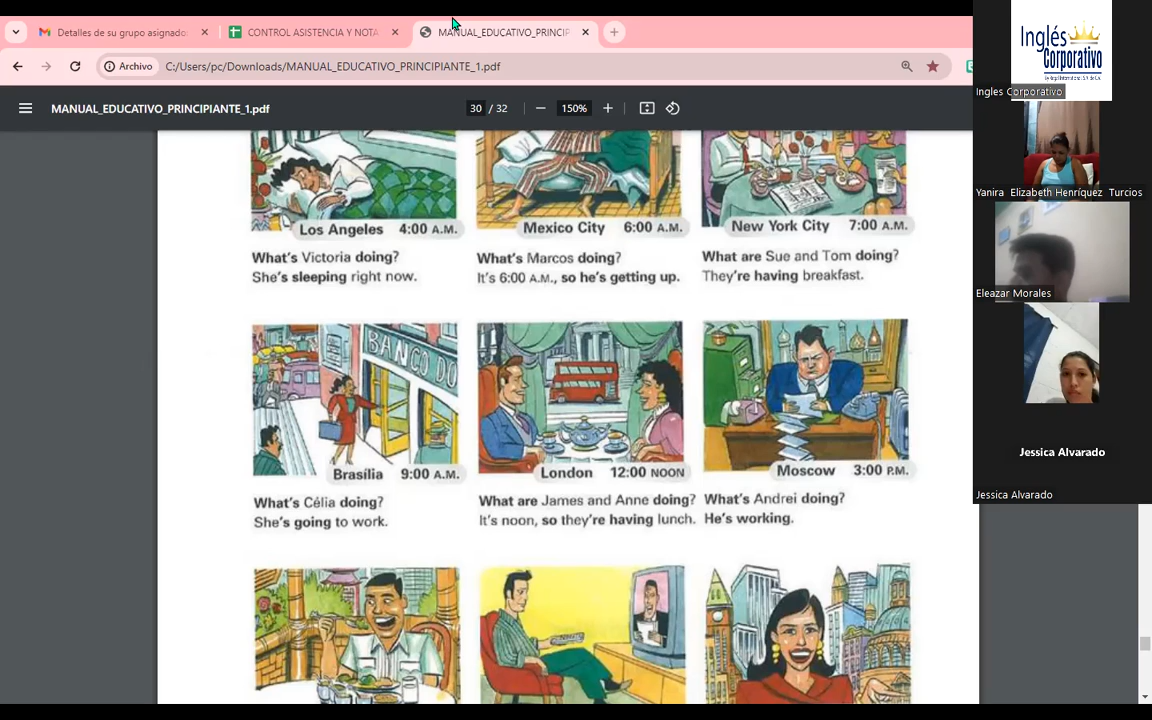 Detalles de su grupo asignado
CONTROL ASISTENCIA Y NOTA
MANUAL_EDUCATIVO_PRINCIP
Archivo
C:/Users/pc/Downloads/MANUAL_EDUCATIVO_PRINCIPIANTE_1.pdf
MANUAL_EDUCATIVO_PRINCIPIANTE_1.pdf
30 / 32
150%
Los Angeles 4:00 A.M.
Mexico City 6:00 A.M.
New York City 7:00 A.M.
What's Victoria doing?
She's sleeping right now.
What's Marcos doing?
It's 6:00 A.M., so he's getting up.
What are Sue and Tom doing?
They're having breakfast.
BANCO DO
Brasília 9:00 A.M.
London 12:00 NOON
Moscow 3:00 P.M.
What's Célia doing?
She's going to work.
What are James and Anne doing?
It's noon, so they're having lunch.
What's Andrei doing?
He's working.
Inglés
Corporativo
Ingles Corporativo
Yanira Elizabeth Henríquez Turcios
Eleazar Morales
Jessica Alvarado
Jessica Alvarado